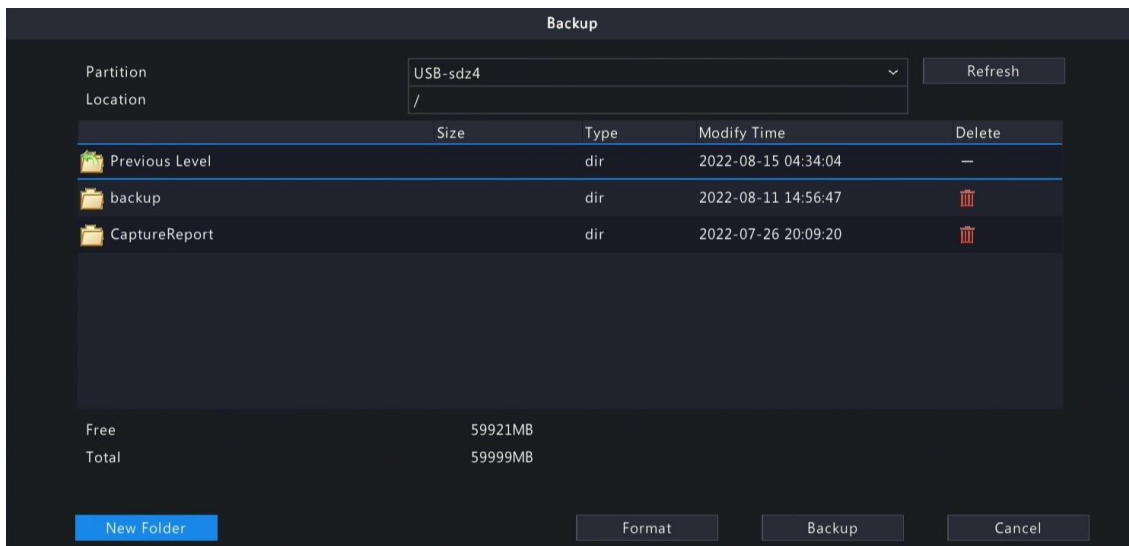 Backup
Partition USB-sdz4 Refresh
Location /
Size Type Modify Time Delete
Previous Level dir 2022-08-15 04:34:04 —
backup dir 2022-08-11 14:56:47
CaptureReport dir 2022-07-26 20:09:20
Free 59921MB
Total 59999MB
New Folder Format Backup Cancel